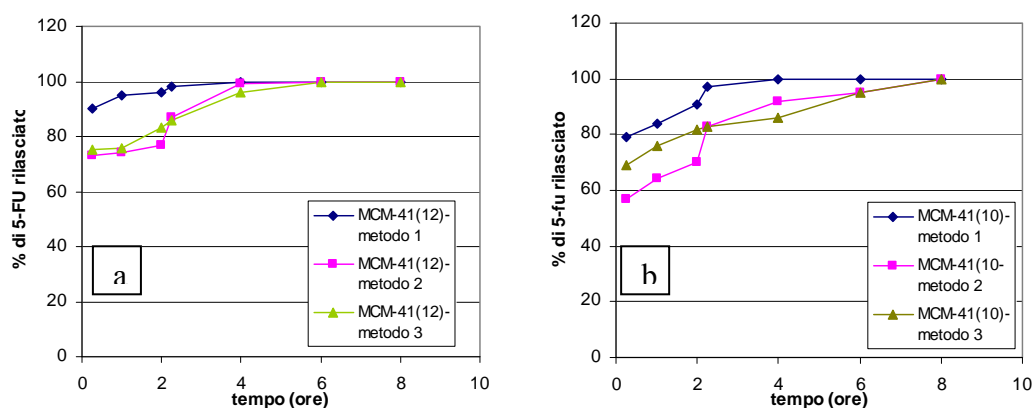 120
100
80
60
40
20
0
0
2
4
6
8
10
% di 5-FU rilasciato
tempo (ore)
a
MCM-41(12)-
metodo 1
MCM-41(12)-
metodo 2
MCM-41(12)-
metodo 3
120
100
80
60
40
20
0
0
2
4
6
8
10
% di 5-fu rilasciato
tempo (ore)
b
MCM-41(10)-
metodo 1
MCM-41(10-
metodo 2
MCM-41(10)-
metodo 3